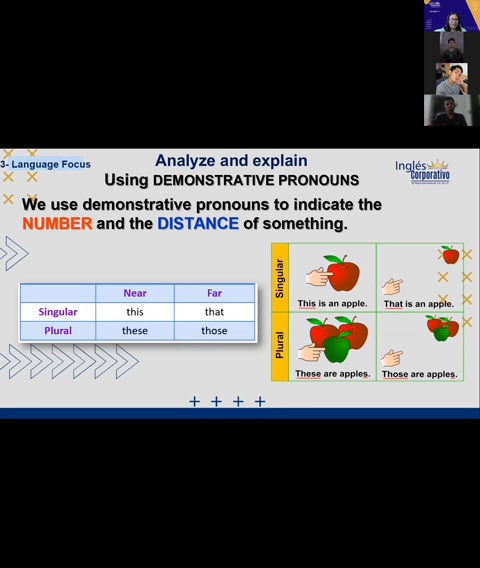 3- Language Focus
Analyze and explain
Using DEMONSTRATIVE PRONOUNS
Inglés
Corporativo
We use demonstrative pronouns to indicate the
NUMBER and the DISTANCE of something.
Near Far
Singular this that
Plural these those
Singular
This is an apple. That is an apple.
Plural
These are apples. Those are apples.